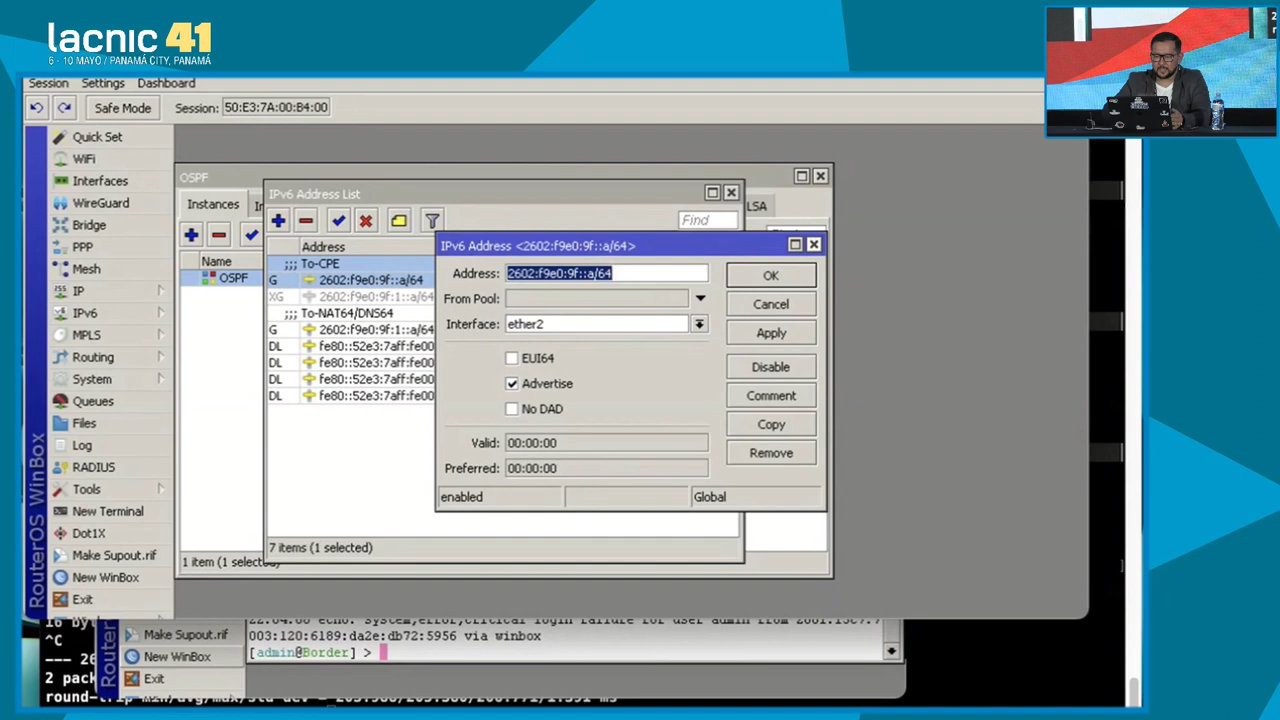 lacnic 41
6 - 10 MAYO / PANAMÁ CITY, PANAMÁ
Session Settings Dashboard
Safe Mode Session: 50:E3:7A:00:B4:00
Quick Set
WiFi
Interfaces
WireGuard
Bridge
PPP
Mesh
IP
IPv6
MPLS
Routing
System
Queues
Files
Log
RADIUS
Tools
New Terminal
Dot1X
Make Supout.rif
New WinBox
Exit
RouterOS WinBox
OSPF
Instances
LSA
Name
OSPF
1 item (1 selected)
IPv6 Address List
Find
Address
;;; To-CPE
G 2602:f9e0:9f::a/64
XG 2602:f9e0:9f:1::a/64
;;; To-NAT64/DNS64
G 2602:f9e0:9f:1::a/64
DL fe80::52e3:7aff:fe00
DL fe80::52e3:7aff:fe00
DL fe80::52e3:7aff:fe00
DL fe80::52e3:7aff:fe00
7 items (1 selected)
IPv6 Address <2602:f9e0:9f::a/64>
Address: 2602:f9e0:9f::a/64
From Pool:
Interface: ether2
EUI64
Advertise
No DAD
Valid: 00:00:00
Preferred: 00:00:00
enabled Global
OK
Cancel
Apply
Disable
Comment
Copy
Remove
16 by
^C
--- 26
2 pack
round-trip
Make Supout.rif
New WinBox
Exit
003:120:6189:da2e:db72:5956 via winbox
[admin@Border] >